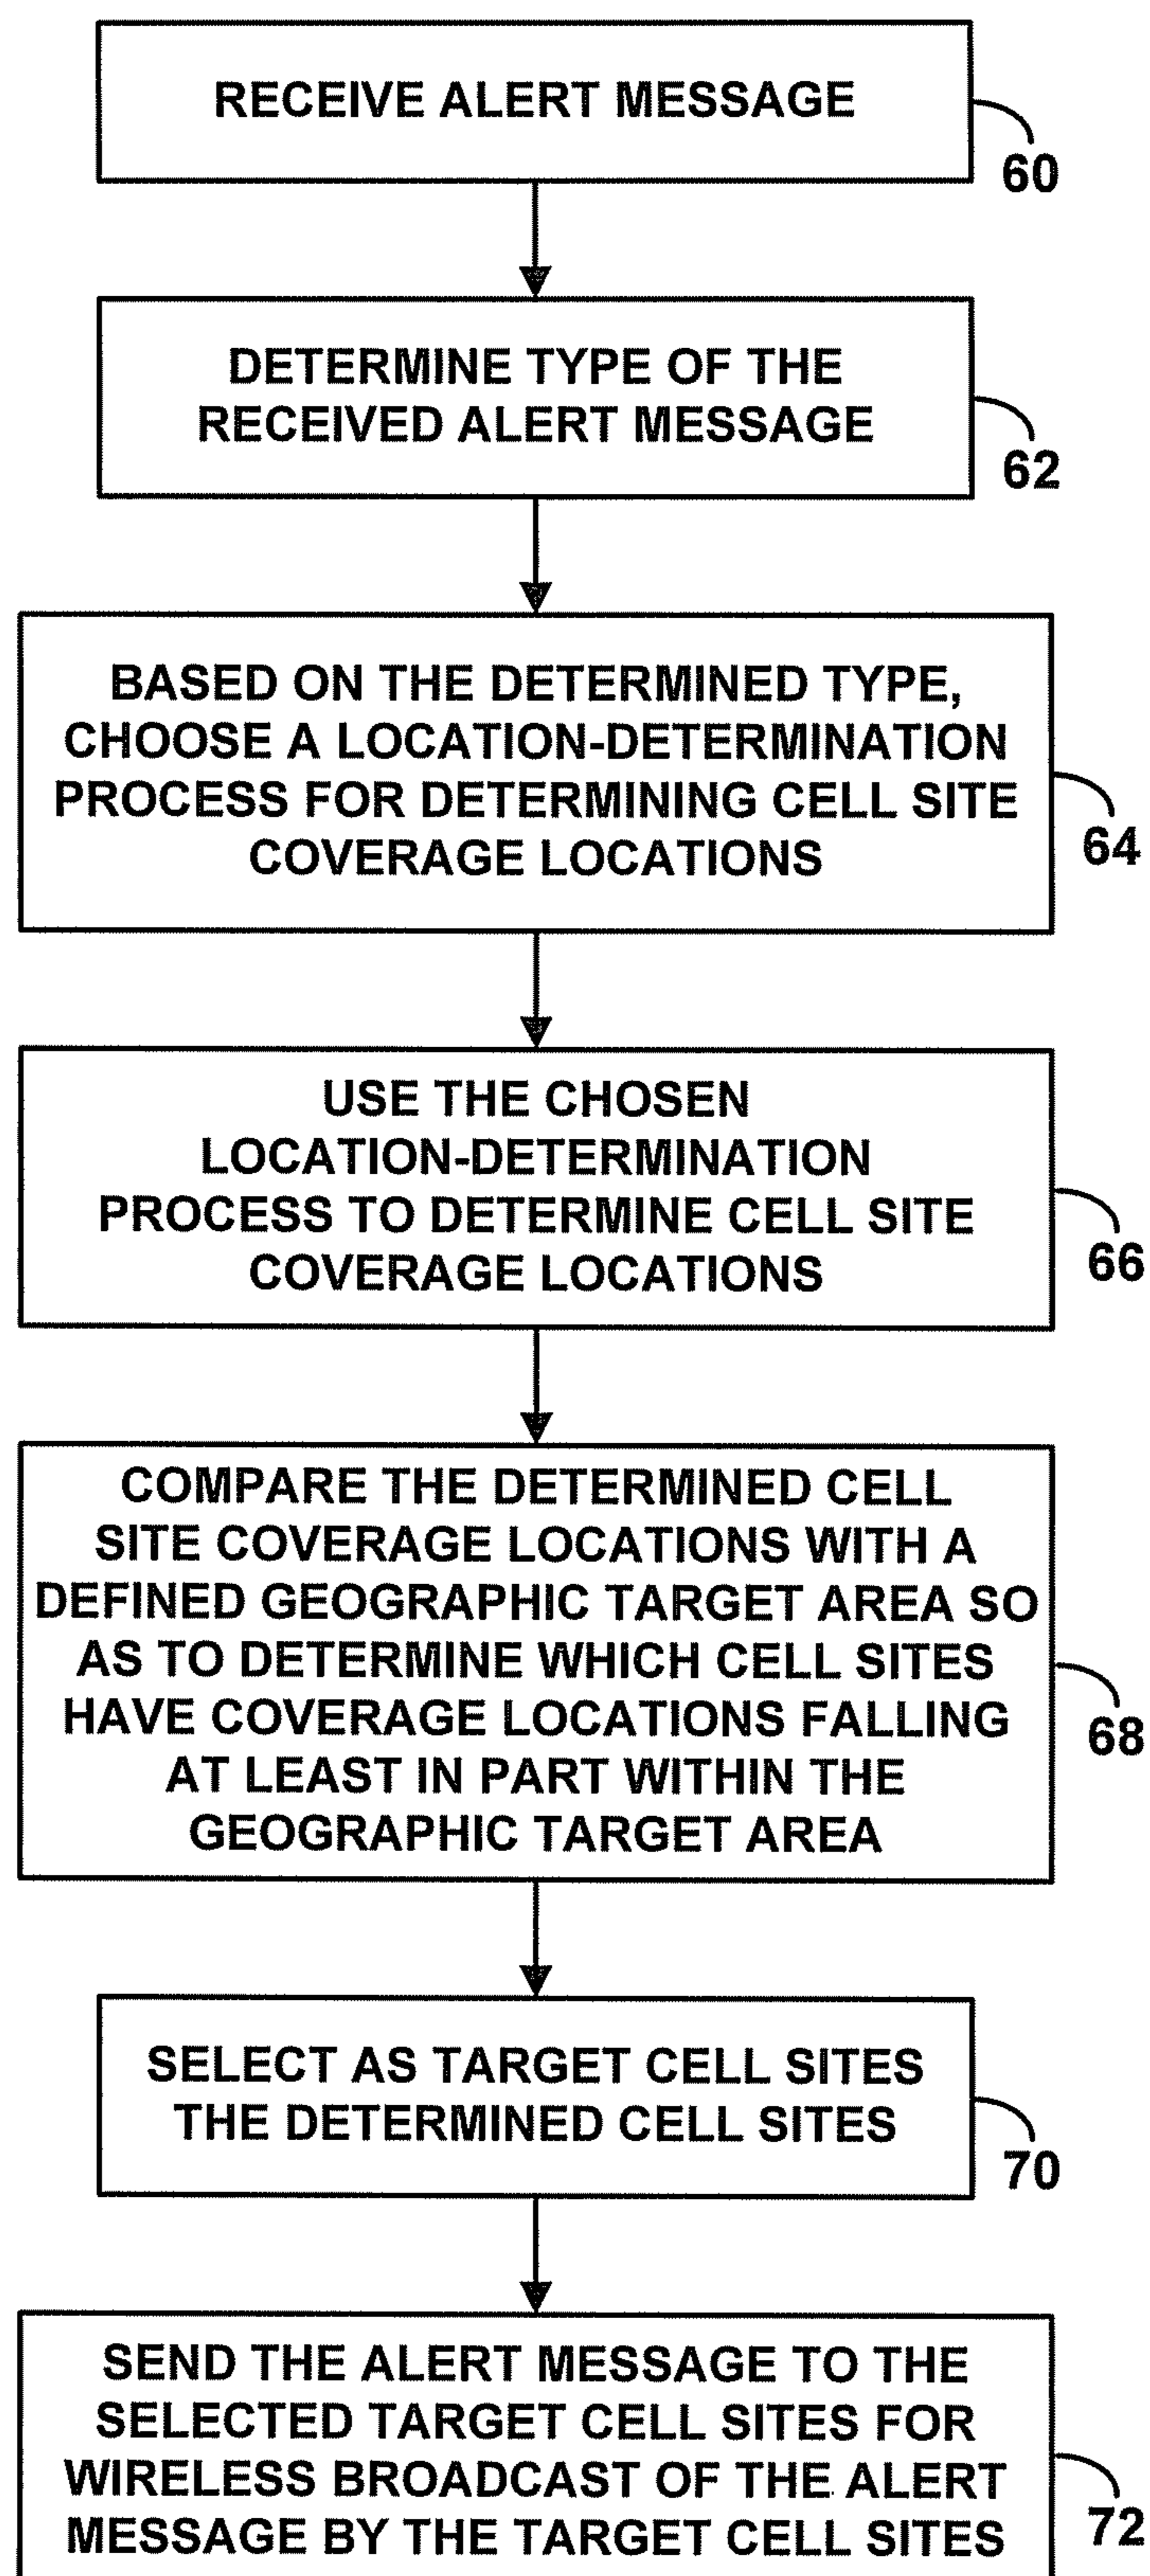 RECEIVE ALERT MESSAGE
60
DETERMINE TYPE OF THE
RECEIVED ALERT MESSAGE
62
BASED ON THE DETERMINED TYPE,
CHOOSE A LOCATION-DETERMINATION
PROCESS FOR DETERMINING CELL SITE
COVERAGE LOCATIONS
64
USE THE CHOSEN
LOCATION-DETERMINATION
PROCESS TO DETERMINE CELL SITE
COVERAGE LOCATIONS
66
COMPARE THE DETERMINED CELL
SITE COVERAGE LOCATIONS WITH A
DEFINED GEOGRAPHIC TARGET AREA SO
AS TO DETERMINE WHICH CELL SITES
HAVE COVERAGE LOCATIONS FALLING
AT LEAST IN PART WITHIN THE
GEOGRAPHIC TARGET AREA
68
SELECT AS TARGET CELL SITES
THE DETERMINED CELL SITES
70
SEND THE ALERT MESSAGE TO THE
SELECTED TARGET CELL SITES FOR
WIRELESS BROADCAST OF THE ALERT
MESSAGE BY THE TARGET CELL SITES
72